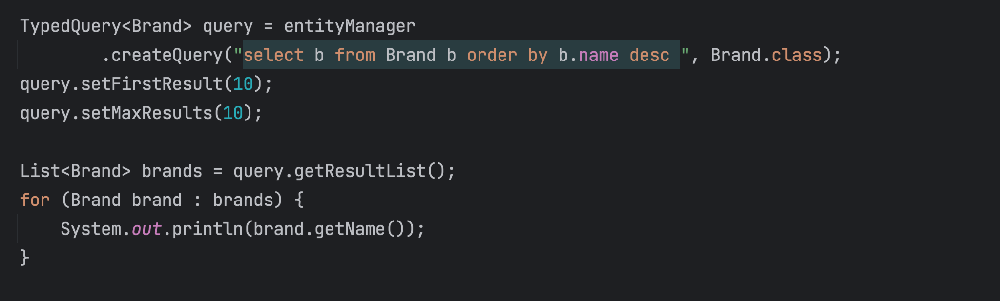 TypedQuery<Brand> query = entityManager
        .createQuery("select b from Brand b order by b.name desc ", Brand.class);
query.setFirstResult(10);
query.setMaxResults(10);

List<Brand> brands = query.getResultList();
for (Brand brand : brands) {
    System.out.println(brand.getName());
}